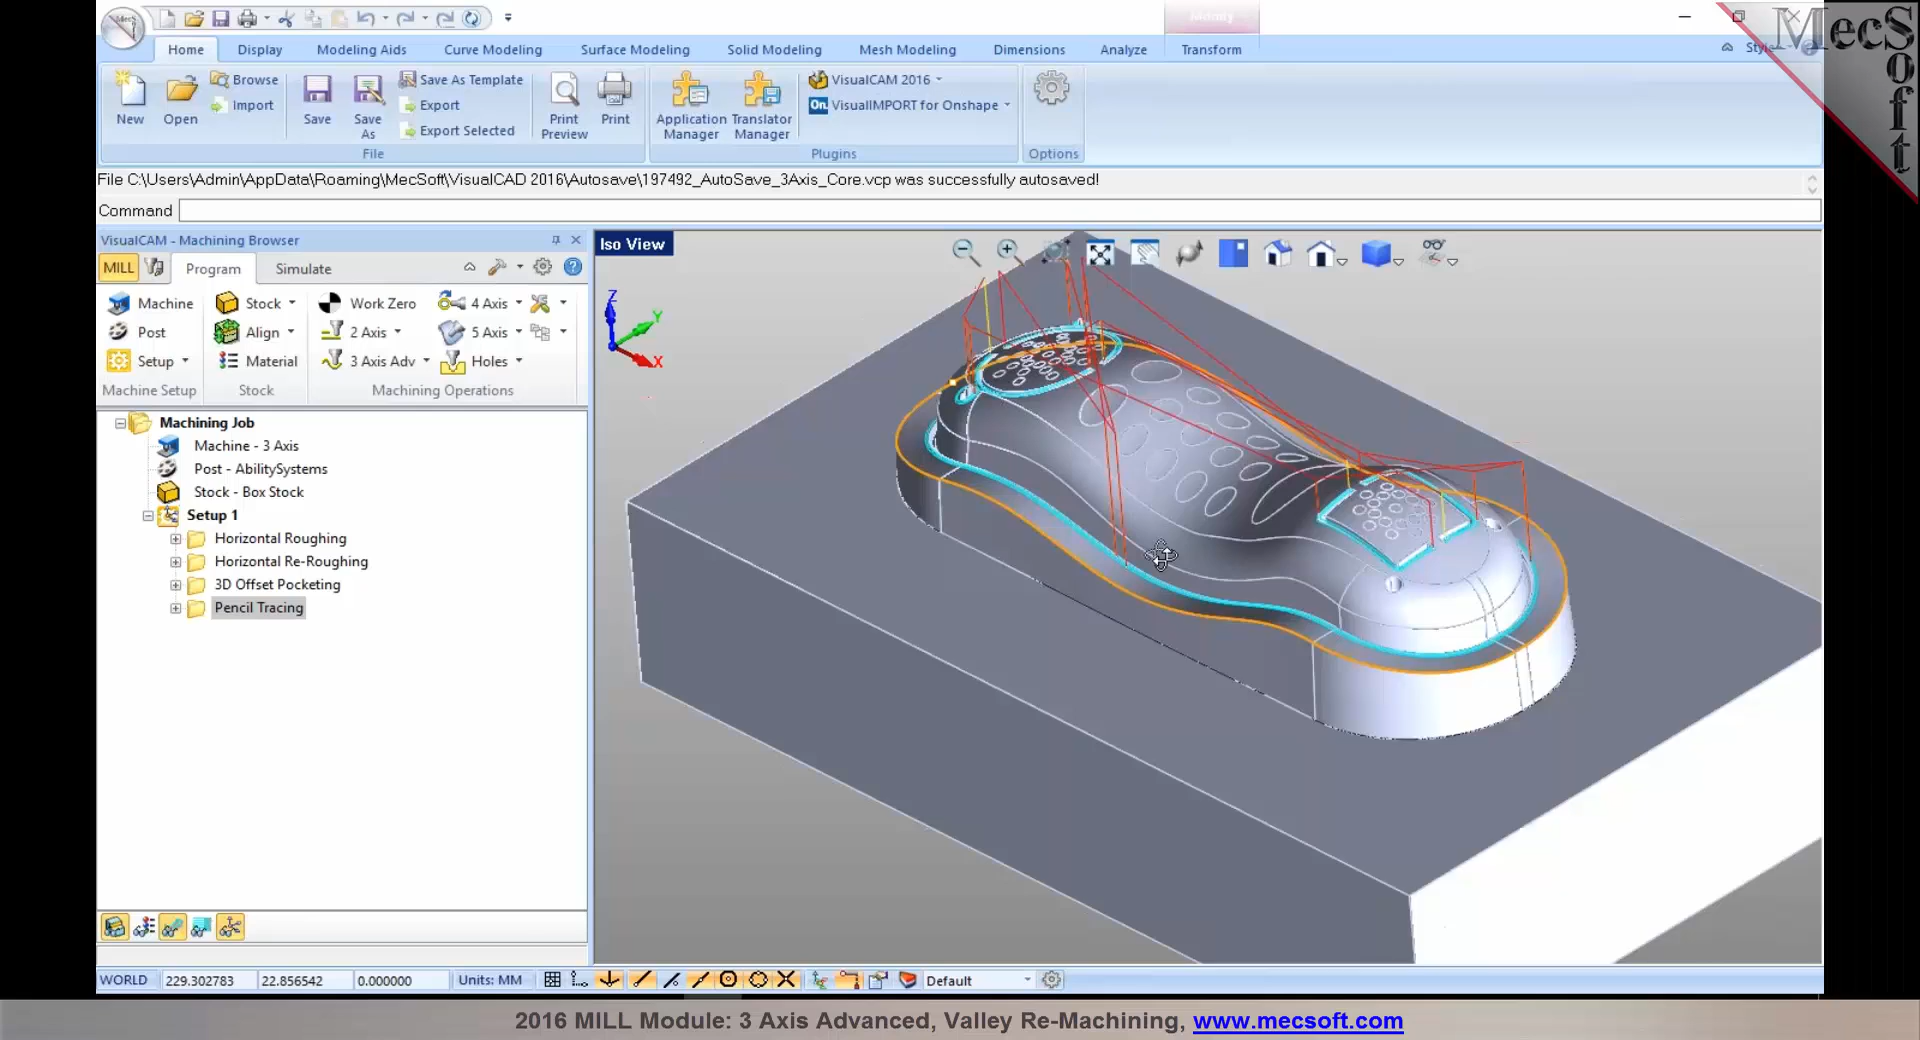 MecS
Modify
Home Display Modeling Aids Curve Modeling Surface Modeling Solid Modeling Mesh Modeling Dimensions Analyze Transform
Style
MecSoft
New Open Browse Import Save Save As Save As Template Export Export Selected Print Preview Print
File
Application Manager Translator Manager VisualCAM 2016 On VisualIMPORT for Onshape
Plugins
Options
File C:\Users\Admin\AppData\Roaming\MecSoft\VisualCAD 2016\Autosave\197492_AutoSave_3Axis_Core.vcp was successfully autosaved!
Command
VisualCAM - Machining Browser
MILL Program Simulate
Machine Stock Work Zero 4 Axis
Post Align 2 Axis 5 Axis
Setup Material 3 Axis Adv Holes
Machine Setup Stock Machining Operations
Machining Job
Machine - 3 Axis
Post - AbilitySystems
Stock - Box Stock
Setup 1
Horizontal Roughing
Horizontal Re-Roughing
3D Offset Pocketing
Pencil Tracing
Iso View
Z
Y
X
WORLD 229.302783 22.856542 0.000000 Units: MM Default
2016 MILL Module: 3 Axis Advanced, Valley Re-Machining, www.mecsoft.com